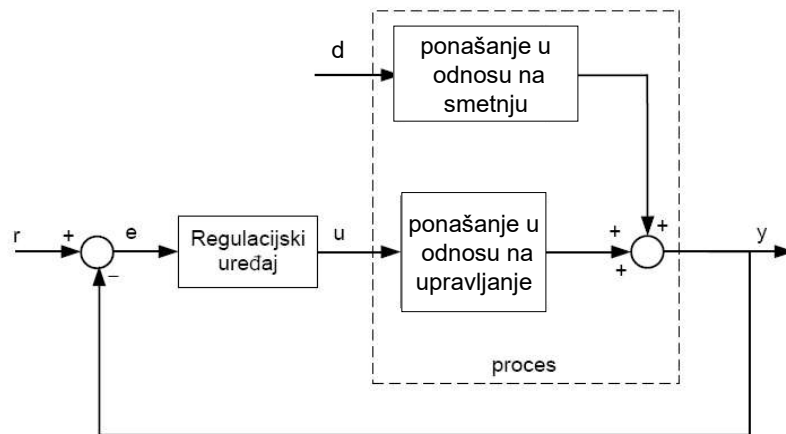 d
ponašanje u
odnosu na
smetnju
r
+
−
e
Regulacijski
uređaj
u
ponašanje u
odnosu na
upravljanje
+
+
+
y
proces